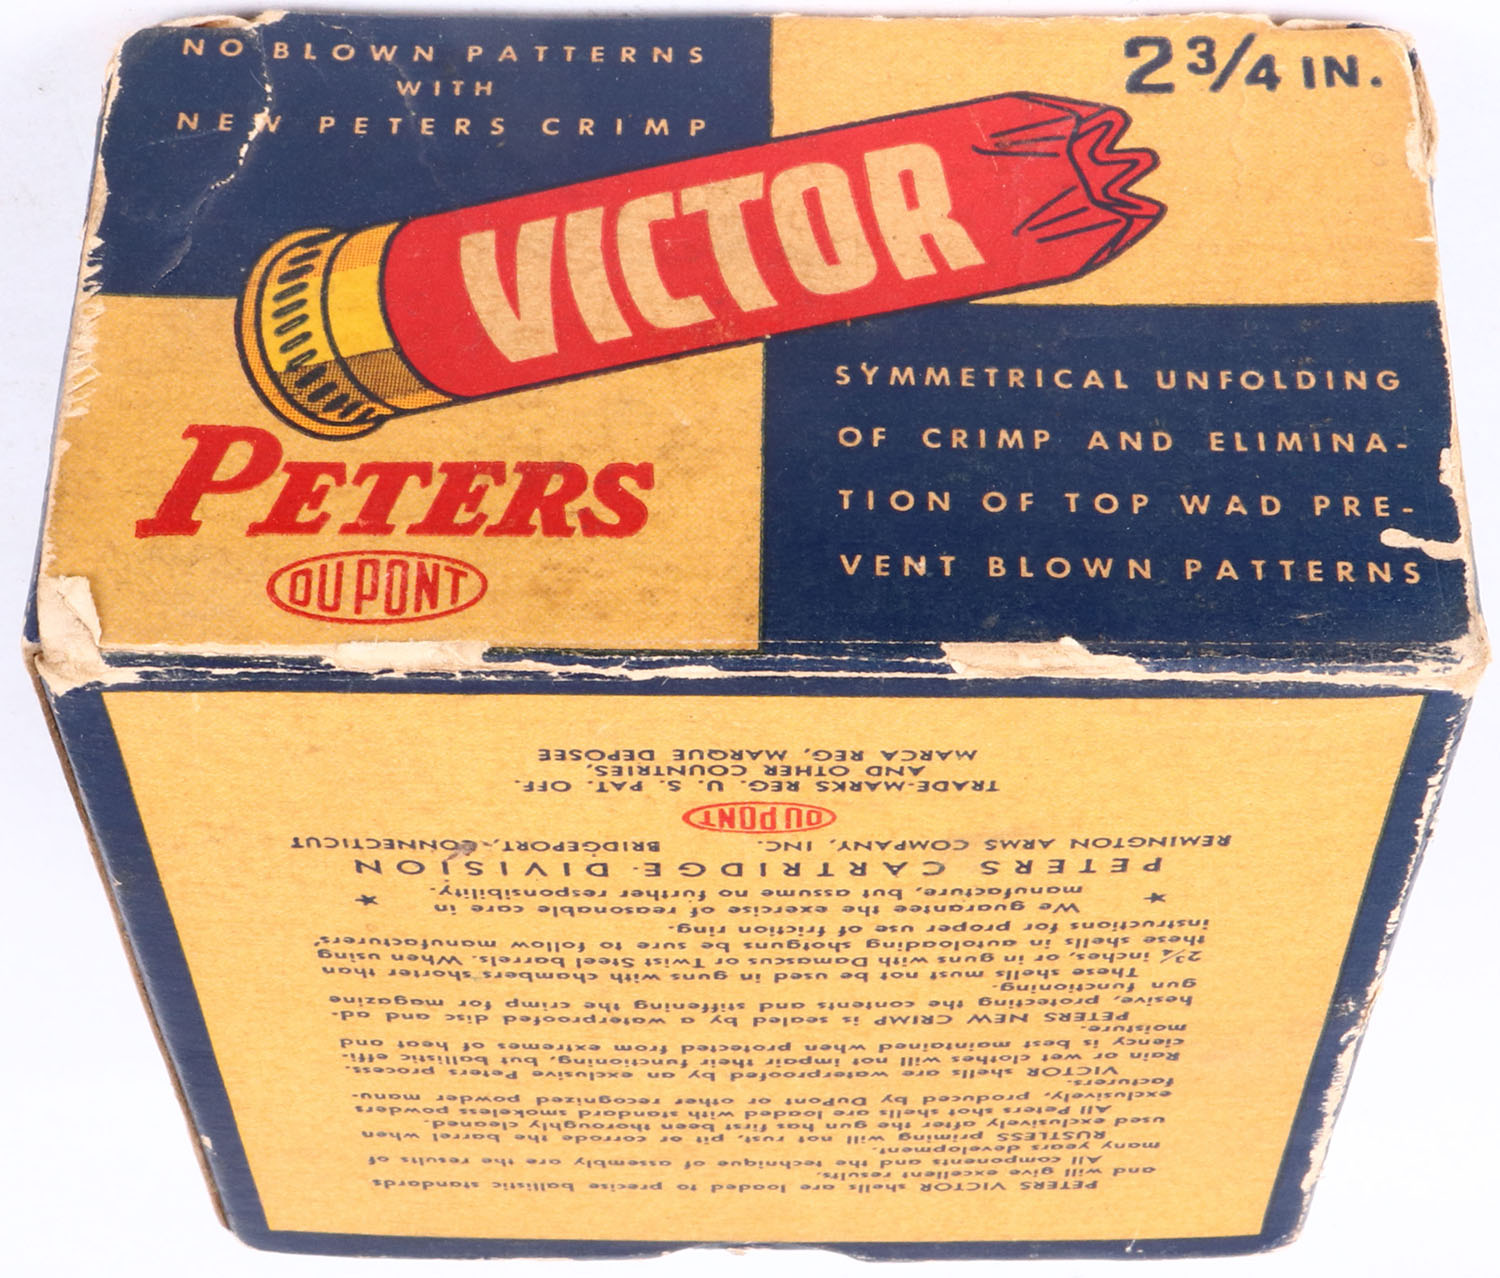 NO BLOWN PATTERNS
WITH
NEW PETERS CRIMP
2 3/4 IN.
VICTOR
PETERS
DU PONT
SYMMETRICAL UNFOLDING
OF CRIMP AND ELIMINA-
TION OF TOP WAD PRE-
VENT BLOWN PATTERNS
PETERS VICTOR shells are loaded to precise ballistic standards
and will give excellent results.
All components and the technique of assembly are the results of
many years development.
RUSTLESS priming will not rust, pit or corrode the barrel when
used exclusively after the gun has first been thoroughly cleaned.
All Peters shot shells are loaded with standard smokeless powders
exclusively, produced by DuPont or other recognized powder manu-
facturers.
VICTOR shells are waterproofed by an exclusive Peters process.
Rain or wet clothes will not impair their functioning, but ballistic effi-
ciency is best maintained when protected from extremes of heat and
moisture.
PETERS NEW CRIMP is sealed by a waterproofed disc and ad-
hesive, protecting the contents and stiffening the crimp for magazine
gun functioning.
These shells must not be used in guns with chambers shorter than
2 3/4 inches, or in guns with Damascus or Twist Steel barrels. When using
these shells in autoloading shotguns be sure to follow manufacturers'
instructions for proper use of friction ring.
We guarantee the exercise of reasonable care in
manufacture, but assume no further responsibility.
PETERS CARTRIDGE DIVISION
REMINGTON ARMS COMPANY, INC. BRIDGEPORT, CONNECTICUT
DU PONT
TRADE-MARKS REG. U. S. PAT. OFF.
AND OTHER COUNTRIES,
MARCA REG, MARQUE DEPOSEE